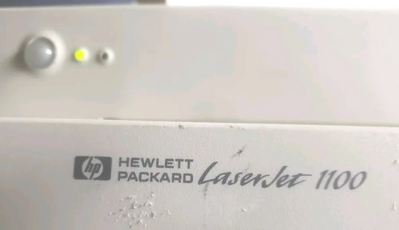 hp HEWLETT
PACKARD LaserJet 1100